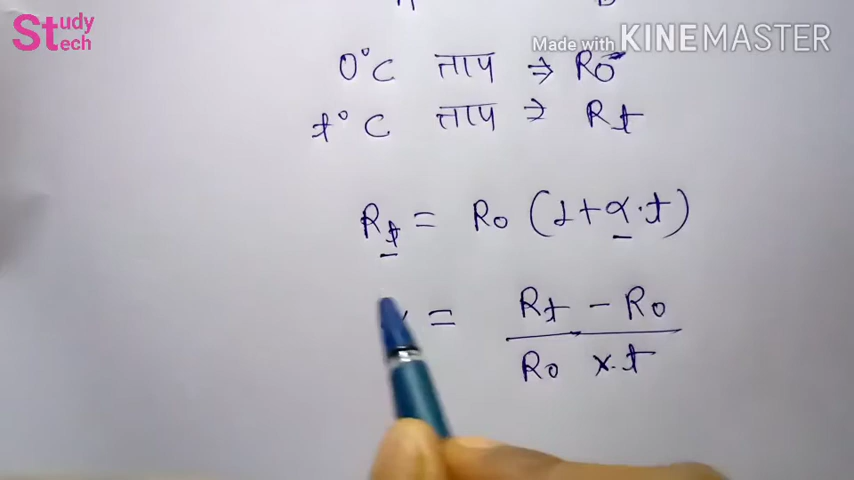 Study
tech
Made with KINEMASTER
0°C ताप ⇒ R0
t°C ताप ⇒ Rt
Rt = R0 (1+α.t)
= Rt - R0
R0 x.t